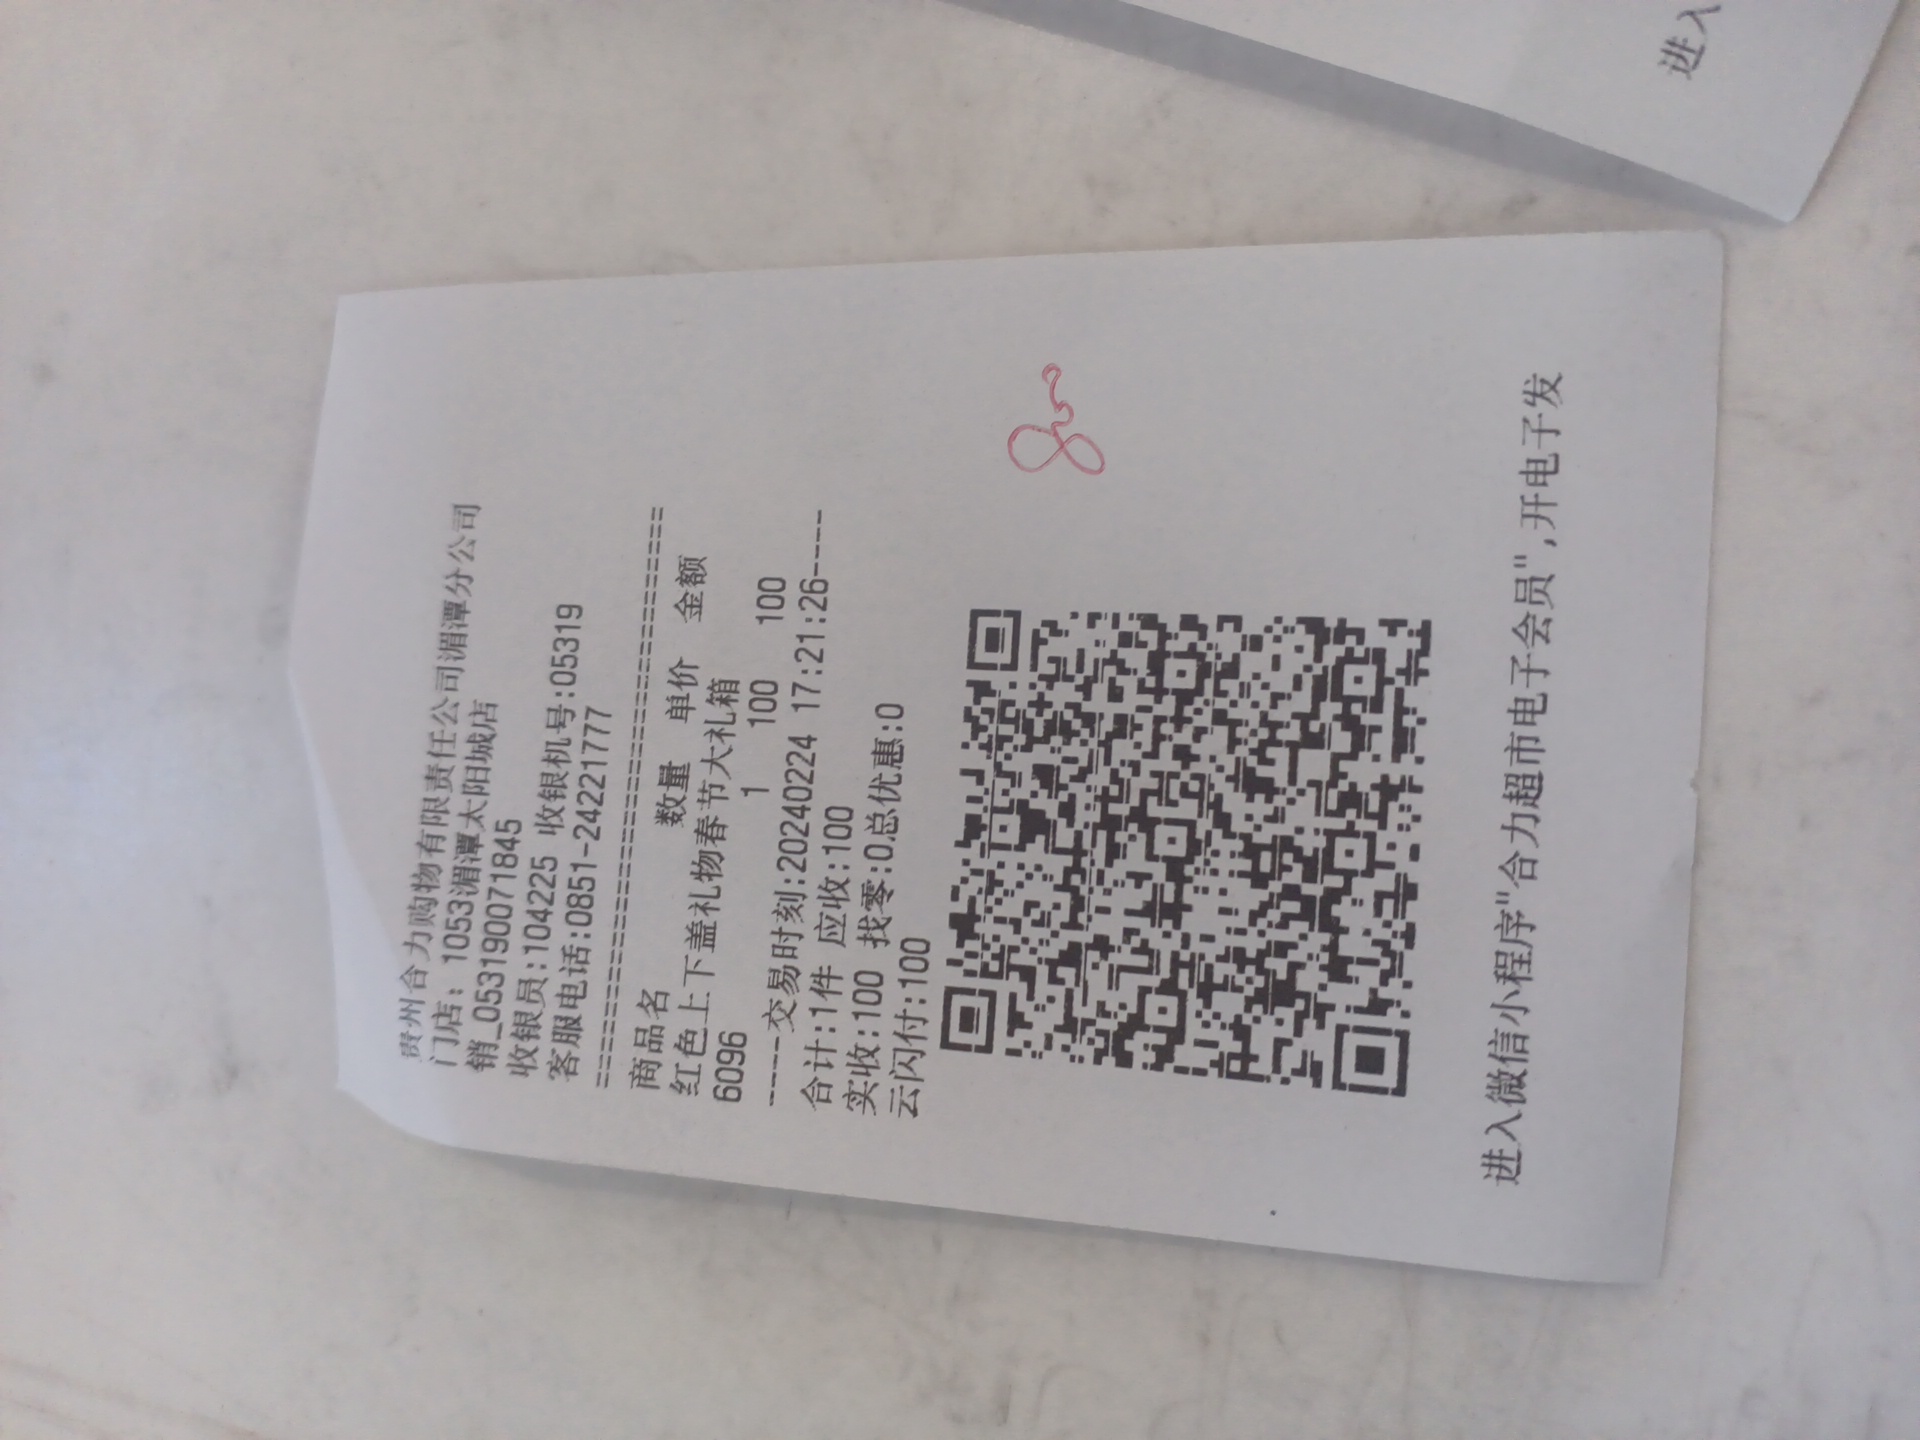 贵州合力购物有限责任公司湄潭分公司
门店: 1053湄潭太阳城店
销_053190071845
收银员:104225 收银机号:05319
客服电话:0851-24221777
==========================================
商品名 数量 单价 金额
红色上下盖礼物春节大礼箱
6096 1 100 100
----交易时刻:20240224 17:21:26----
合计:1件 应收:100
实收:100 找零:0总优惠:0
云闪付:100
进入微信小程序"合力超市电子会员",开电子发
进入